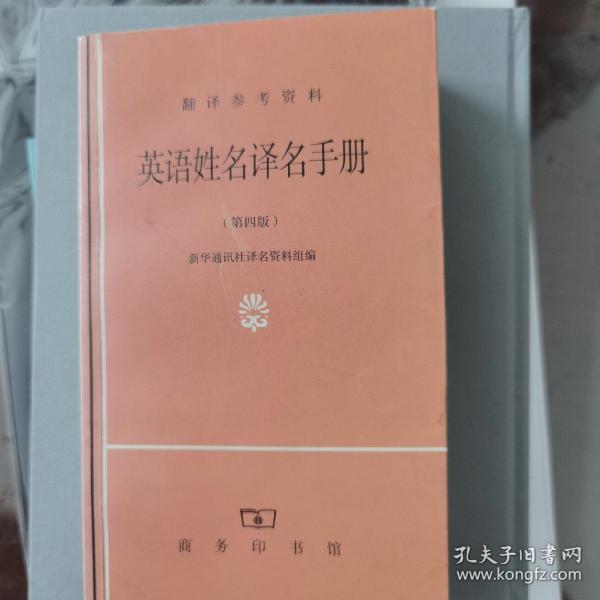 翻译参考资料
英语姓名译名手册
(第四版)
新华通讯社译名资料组编
商务印书馆
孔夫子旧书网
www.kongfz.com